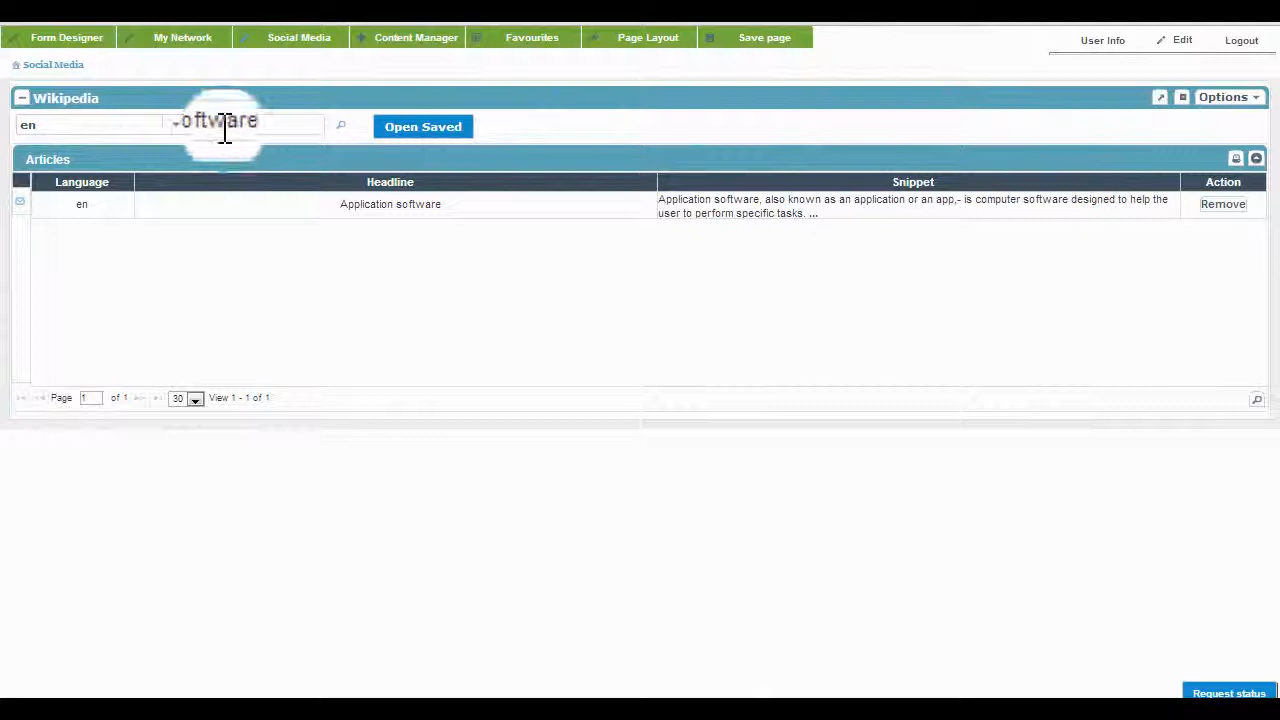 Form Designer My Network Social Media Content Manager Favourites Page Layout Save page User Info Edit Logout
Social Media
Wikipedia Options
en oftware Open Saved
Articles
Language Headline Snippet Action
en Application software Application software, also known as an application or an app,- is computer software designed to help the Remove
user to perform specific tasks. ...
Page 1 of 1 30 View 1 - 1 of 1
Request status